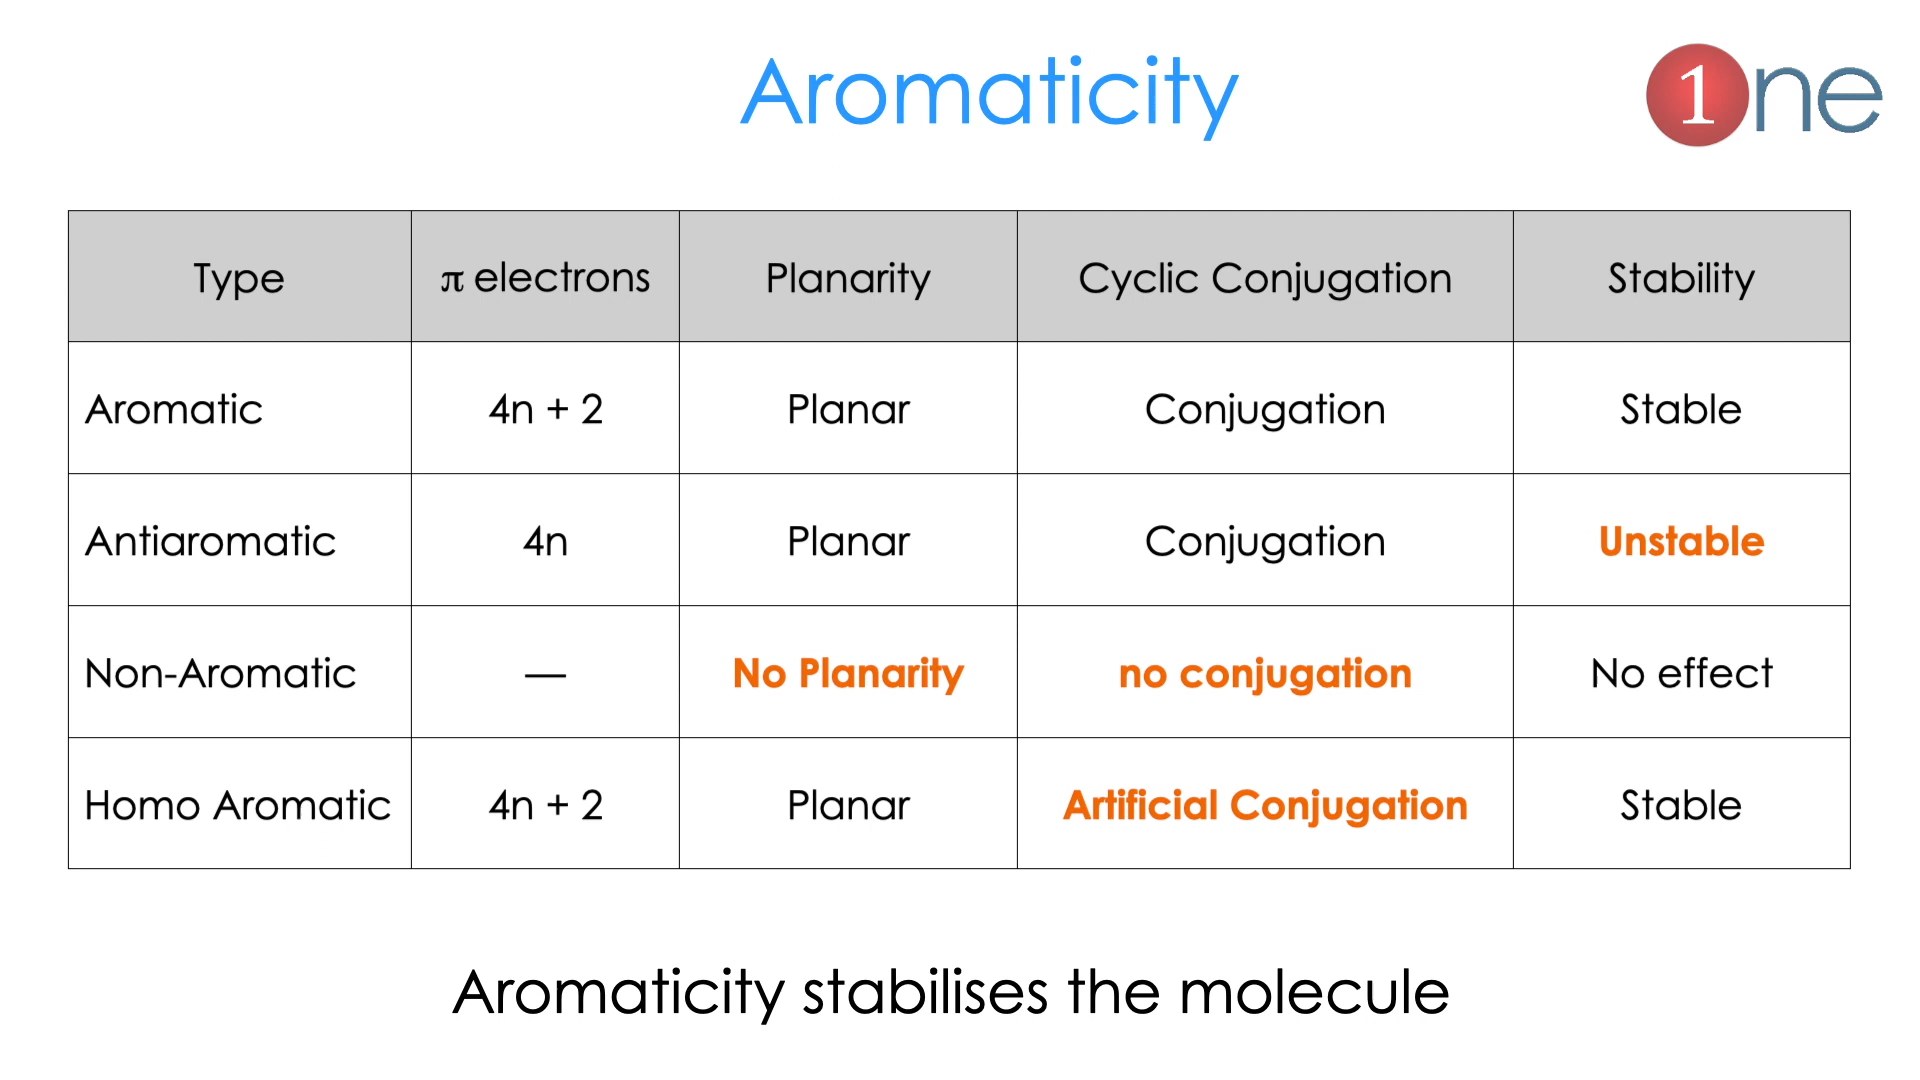 Aromaticity
1ne
Type π electrons Planarity Cyclic Conjugation Stability
Aromatic 4n + 2 Planar Conjugation Stable
Antiaromatic 4n Planar Conjugation Unstable
Non-Aromatic — No Planarity no conjugation No effect
Homo Aromatic 4n + 2 Planar Artificial Conjugation Stable
Aromaticity stabilises the molecule